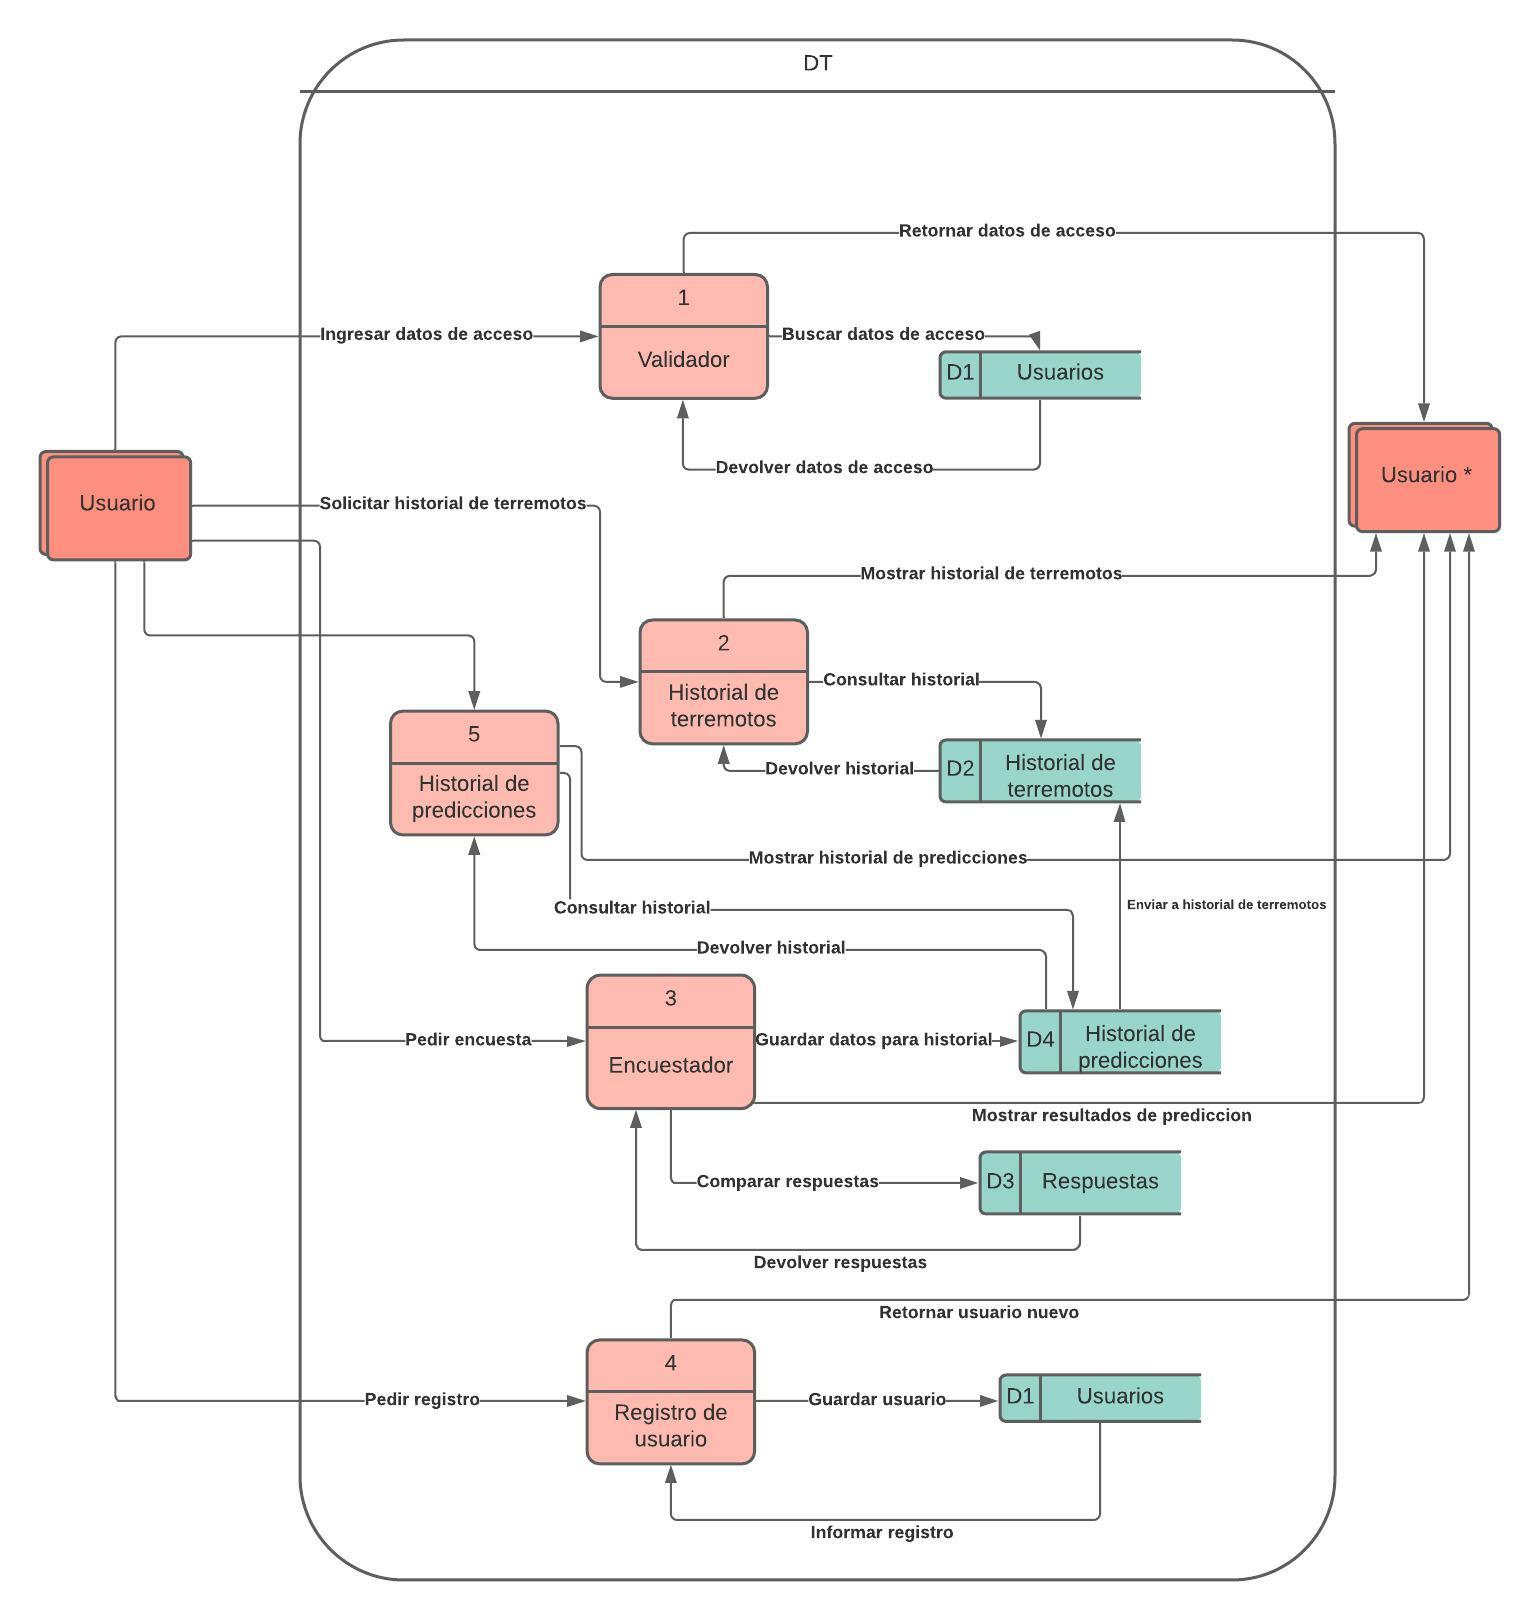 DT
Retornar datos de acceso
1
Validador
Ingresar datos de acceso
Buscar datos de acceso
D1
Usuarios
Devolver datos de acceso
Usuario
Usuario *
Solicitar historial de terremotos
Mostrar historial de terremotos
2
Historial de
terremotos
Consultar historial
5
Historial de
predicciones
Devolver historial
D2
Historial de
terremotos
Mostrar historial de predicciones
Consultar historial
Enviar a historial de terremotos
Devolver historial
3
Encuestador
Pedir encuesta
Guardar datos para historial
D4
Historial de
predicciones
Mostrar resultados de prediccion
Comparar respuestas
D3
Respuestas
Devolver respuestas
Retornar usuario nuevo
4
Registro de
usuario
Pedir registro
Guardar usuario
D1
Usuarios
Informar registro